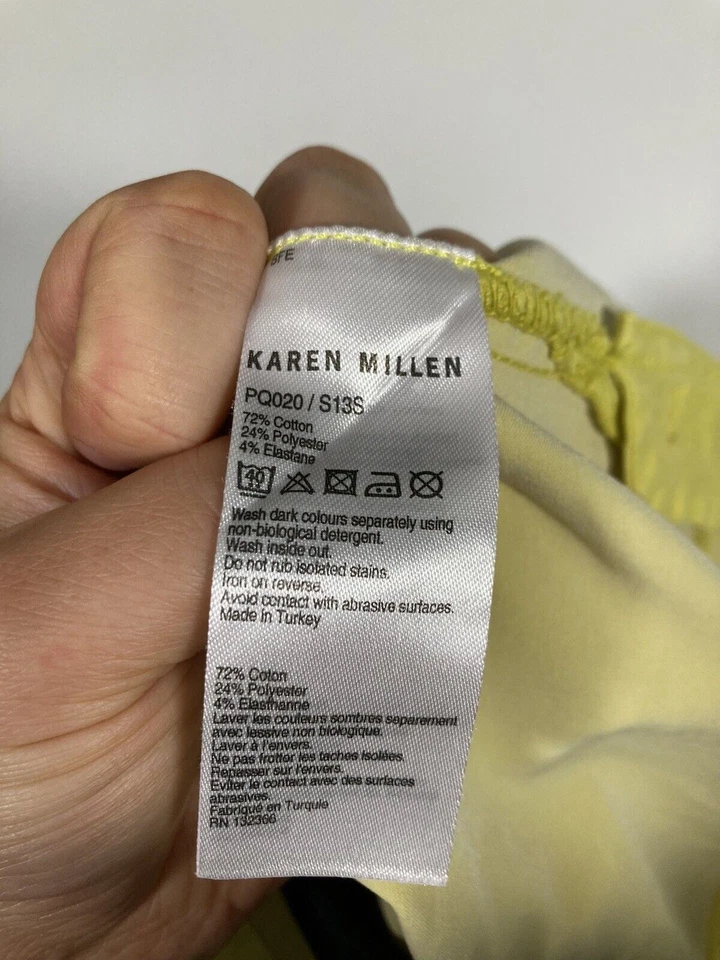 KAREN MILLEN
PQ020 / S13S
72% Cotton
24% Polyester
4% Elastane
40
Wash dark colours separately using
non-biological detergent.
Wash inside out.
Do not rub isolated stains.
Iron on reverse.
Avoid contact with abrasive surfaces.
Made in Turkey
72% Coton
24% Polyester
4% Elasthanne
Laver les couleurs sombres separement
avec lessive non biologique.
Laver à l'envers.
Ne pas frotter les taches isolées.
Repasser sur l'envers.
Eviter le contact avec des surfaces
abrasives.
Fabriqué en Turquie
RN 132366